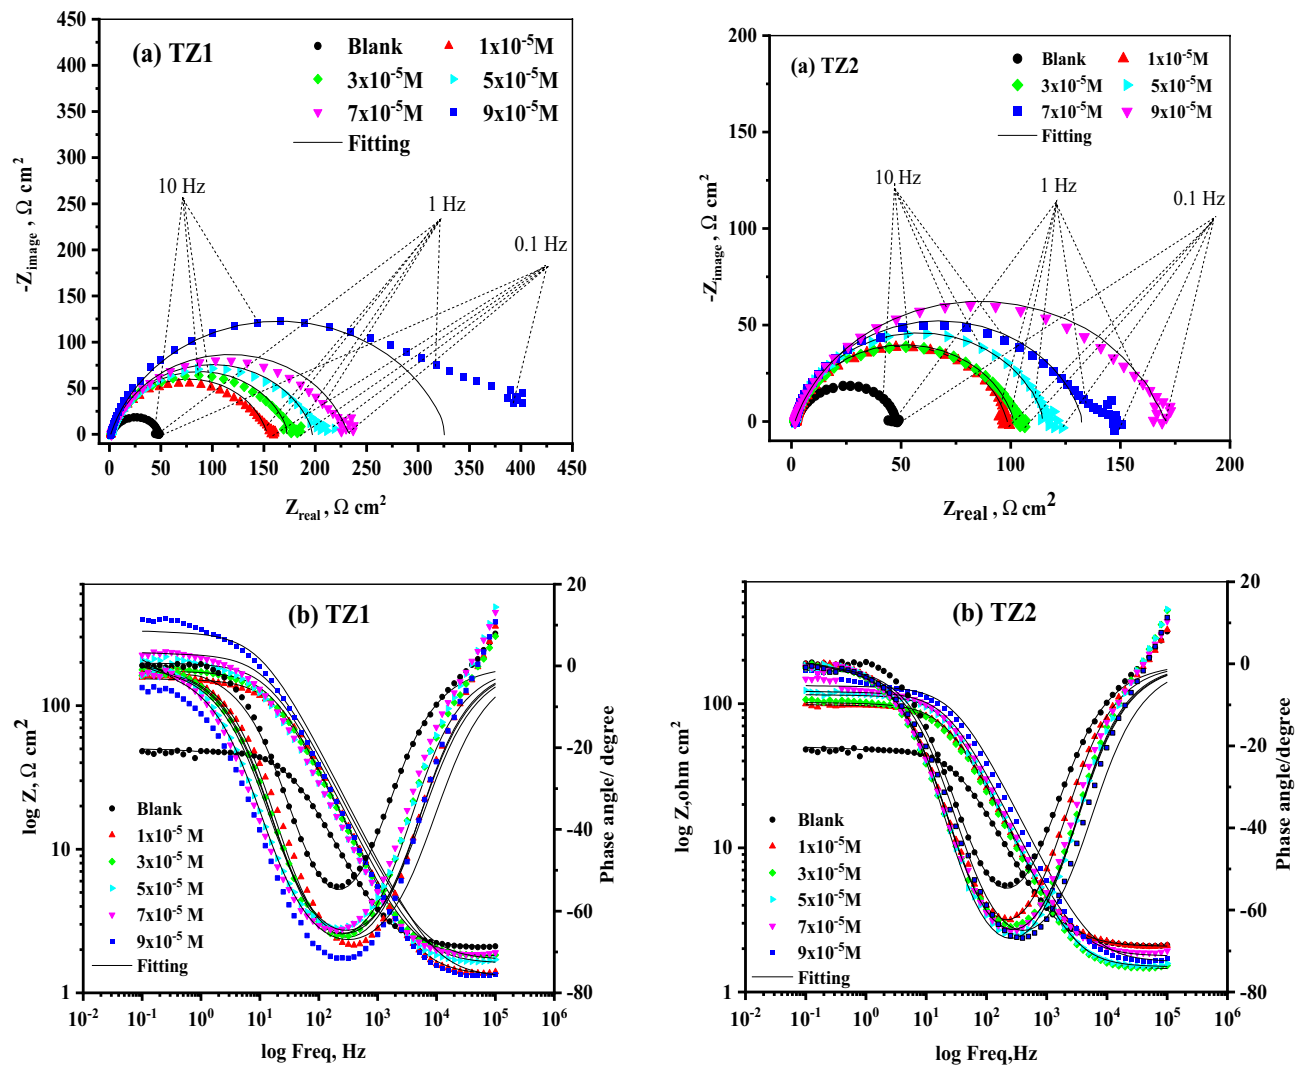 (a) TZ1
Blank
1x10⁻⁵M
3x10⁻⁵M
5x10⁻⁵M
7x10⁻⁵M
9x10⁻⁵M
Fitting
10 Hz
1 Hz
0.1 Hz
450
400
350
300
250
200
150
100
50
0
-Z_image , Ω cm²
0 50 100 150 200 250 300 350 400 450
Z_real , Ω cm²
(a) TZ2
Blank
1x10⁻⁵M
3x10⁻⁵M
5x10⁻⁵M
7x10⁻⁵M
9x10⁻⁵M
Fitting
10 Hz
1 Hz
0.1 Hz
200
150
100
50
0
-Z_image , Ω cm²
0 50 100 150 200
Z_real , Ω cm²
(b) TZ1
100
10
1
log Z, Ω cm²
20
0
-20
-40
-60
-80
Phase angle/ degree
Blank
1x10⁻⁵ M
3x10⁻⁵ M
5x10⁻⁵ M
7x10⁻⁵ M
9x10⁻⁵ M
Fitting
10⁻² 10⁻¹ 10⁰ 10¹ 10² 10³ 10⁴ 10⁵ 10⁶
log Freq, Hz
(b) TZ2
100
10
1
log Z,ohm cm²
20
0
-20
-40
-60
-80
Phase angle/degree
Blank
1x10⁻⁵M
3x10⁻⁵M
5x10⁻⁵M
7x10⁻⁵M
9x10⁻⁵M
Fitting
10⁻² 10⁻¹ 10⁰ 10¹ 10² 10³ 10⁴ 10⁵ 10⁶
log Freq,Hz